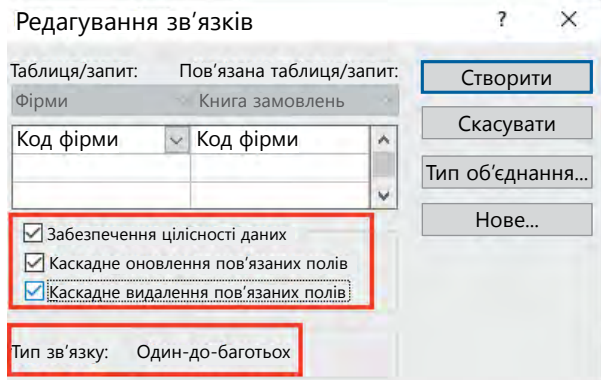 Редагування зв’язків ? ×
Таблиця/запит: Пов’язана таблиця/запит:
Фірми Книга замовлень
Код фірми Код фірми
Забезпечення цілісності даних
Каскадне оновлення пов’язаних полів
Каскадне видалення пов’язаних полів
Тип зв’язку: Один-до-баготьох
Створити
Скасувати
Тип об’єднання...
Нове...